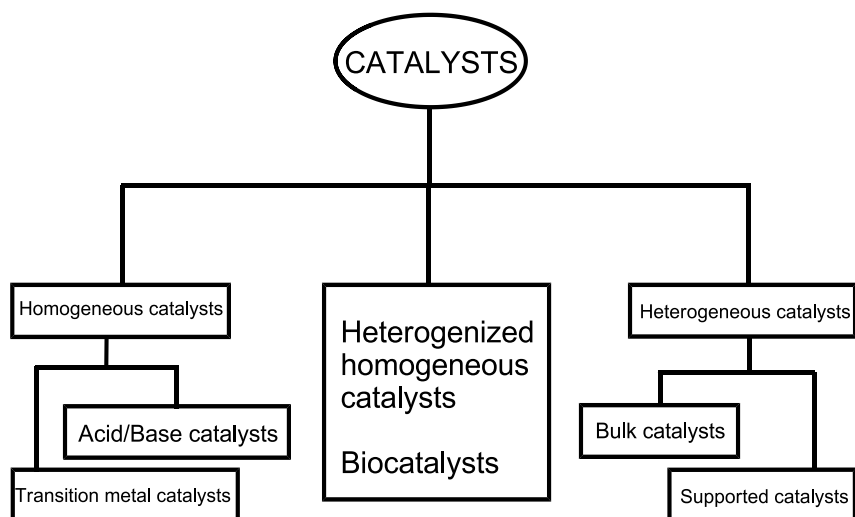 CATALYSTS
Homogeneous catalysts
Heterogenized
homogeneous
catalysts
Biocatalysts
Heterogeneous catalysts
Acid/Base catalysts
Transition metal catalysts
Bulk catalysts
Supported catalysts